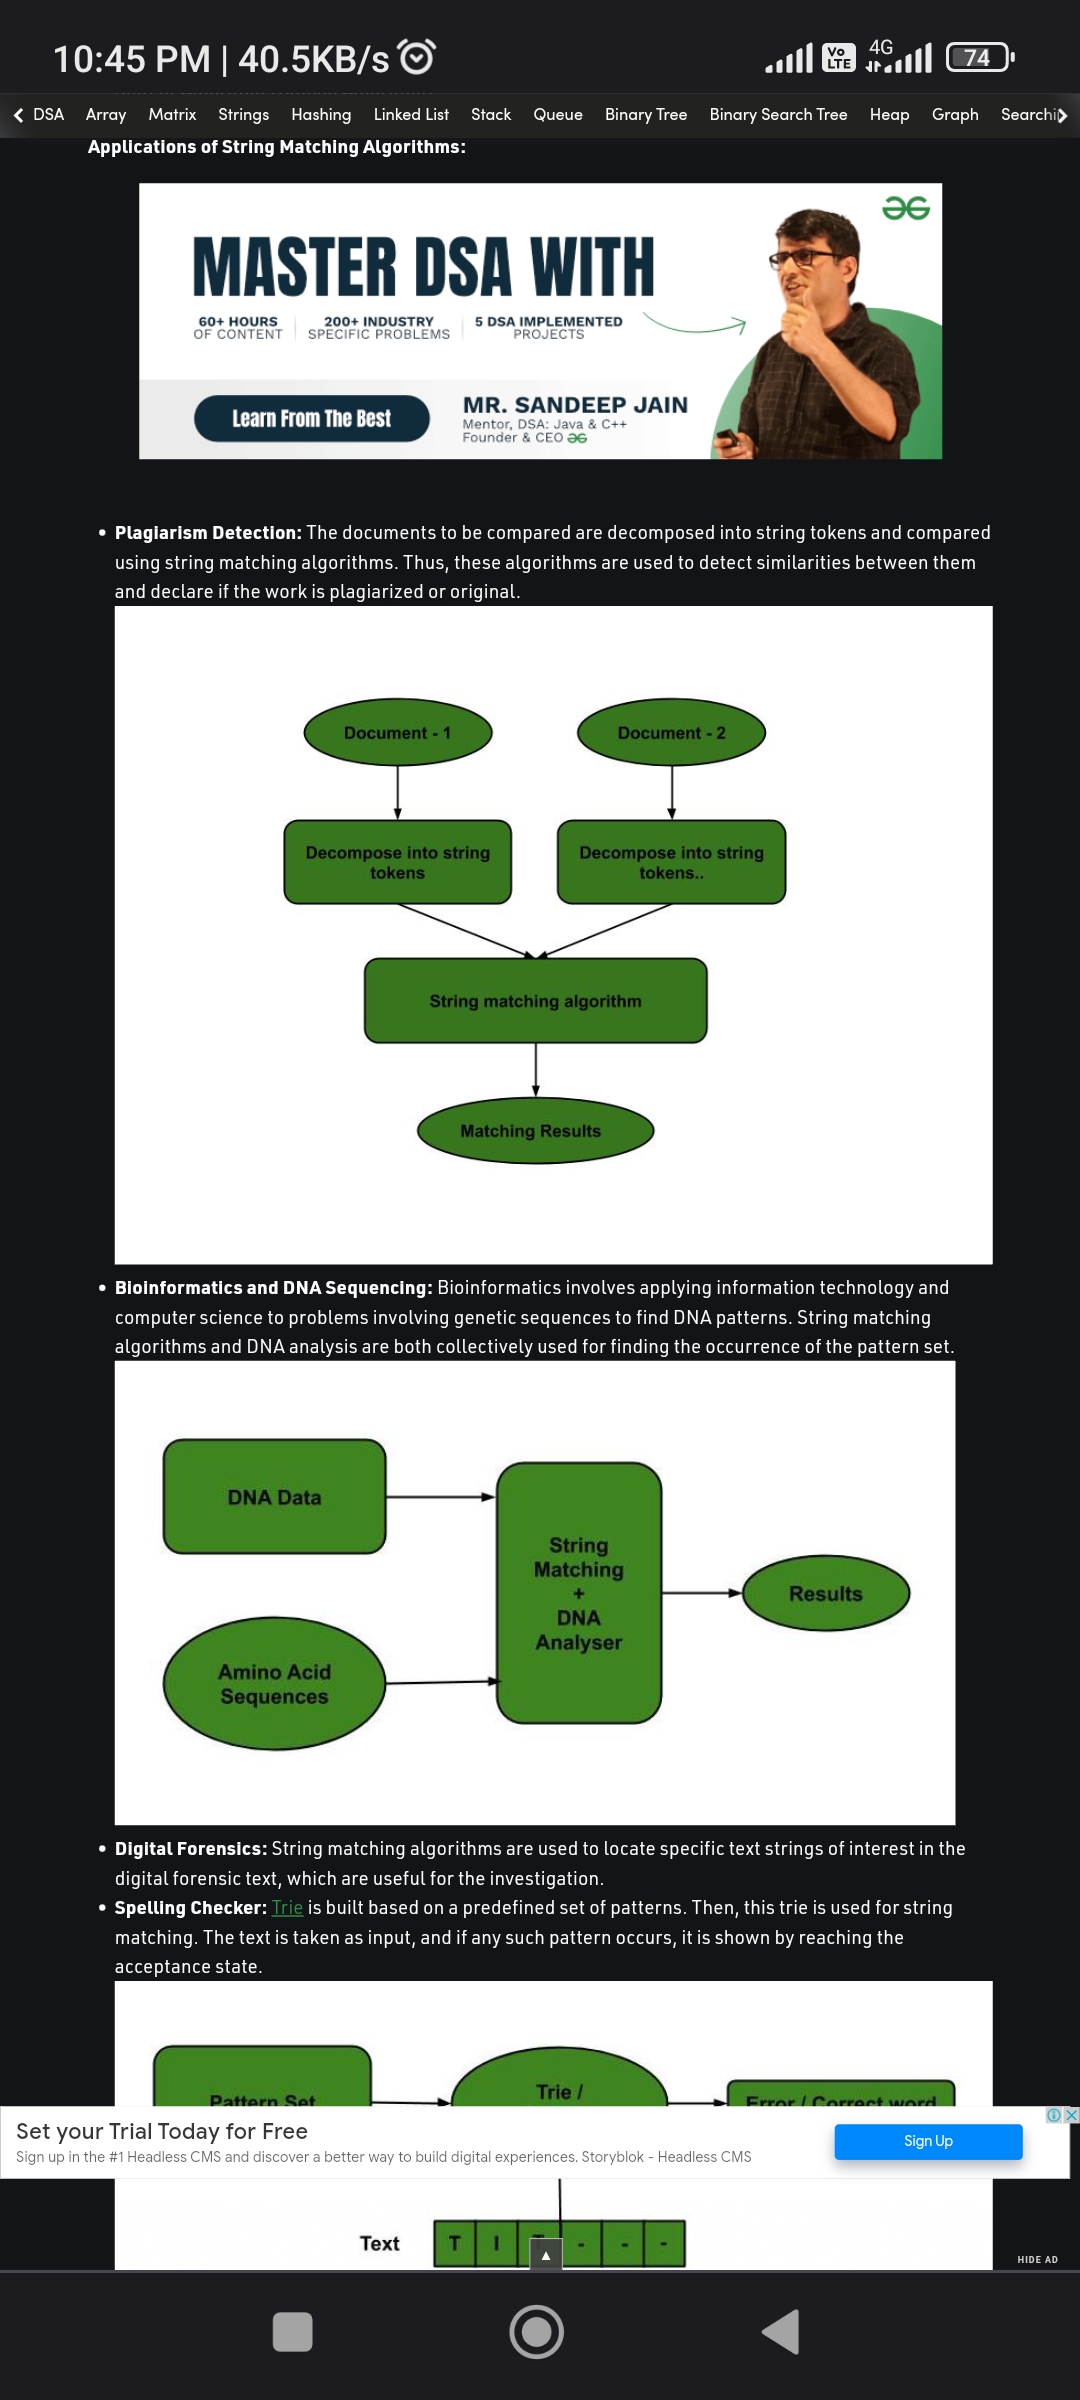 10:45 PM | 40.5KB/s
Vo LTE
4G
74
DSA Array Matrix Strings Hashing Linked List Stack Queue Binary Tree Binary Search Tree Heap Graph
Applications of String Matching Algorithms:
MASTER DSA WITH
60+ HOURS
OF CONTENT
200+ INDUSTRY
SPECIFIC PROBLEMS
5 DSA IMPLEMENTED
PROJECTS
Learn From The Best
MR. SANDEEP JAIN
Mentor, DSA: Java & C++
Founder & CEO
• Plagiarism Detection: The documents to be compared are decomposed into string tokens and compared
using string matching algorithms. Thus, these algorithms are used to detect similarities between them
and declare if the work is plagiarized or original.
Document - 1
Document - 2
Decompose into string
tokens
Decompose into string
tokens..
String matching algorithm
Matching Results
• Bioinformatics and DNA Sequencing: Bioinformatics involves applying information technology and
computer science to problems involving genetic sequences to find DNA patterns. String matching
algorithms and DNA analysis are both collectively used for finding the occurrence of the pattern set.
DNA Data
String
Matching
+
DNA
Analyser
Results
Amino Acid
Sequences
• Digital Forensics: String matching algorithms are used to locate specific text strings of interest in the
digital forensic text, which are useful for the investigation.
• Spelling Checker: Trie is built based on a predefined set of patterns. Then, this trie is used for string
matching. The text is taken as input, and if any such pattern occurs, it is shown by reaching the
acceptance state.
Pattern Set
Trie /
Error / Correct word
Set your Trial Today for Free
Sign up in the #1 Headless CMS and discover a better way to build digital experiences. Storyblok - Headless CMS
Sign Up
Text T I - - -
HIDE AD